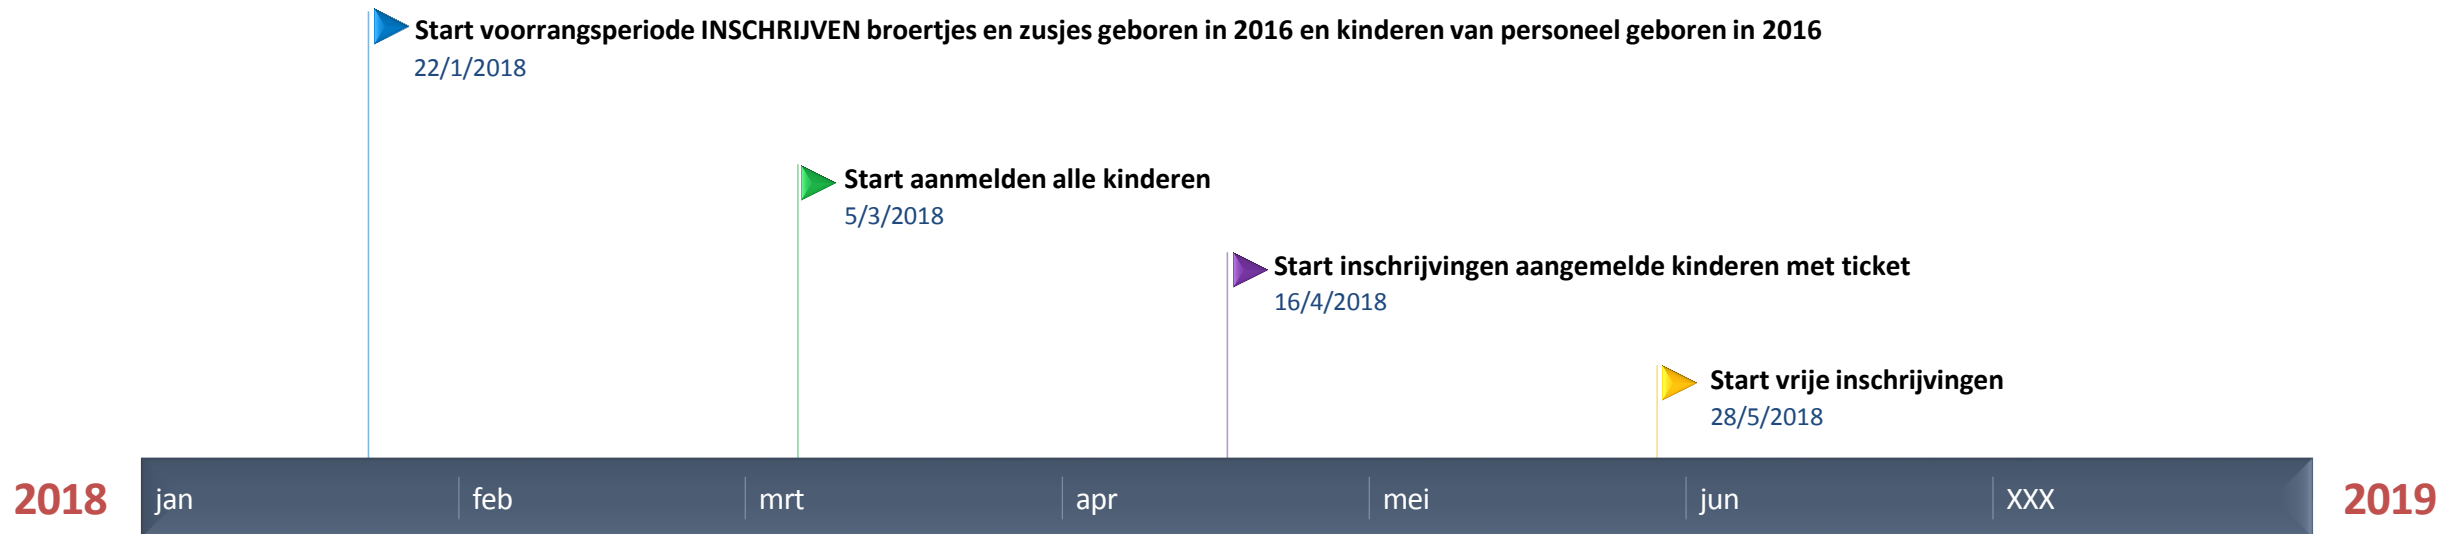 Start voorrangsperiode INSCHRIJVEN broertjes en zusjes geboren in 2016 en kinderen van personeel geboren in 2016
22/1/2018
Start aanmelden alle kinderen
5/3/2018
Start inschrijvingen aangemelde kinderen met ticket
16/4/2018
Start vrije inschrijvingen
28/5/2018
2018 jan feb mrt apr mei jun XXX 2019